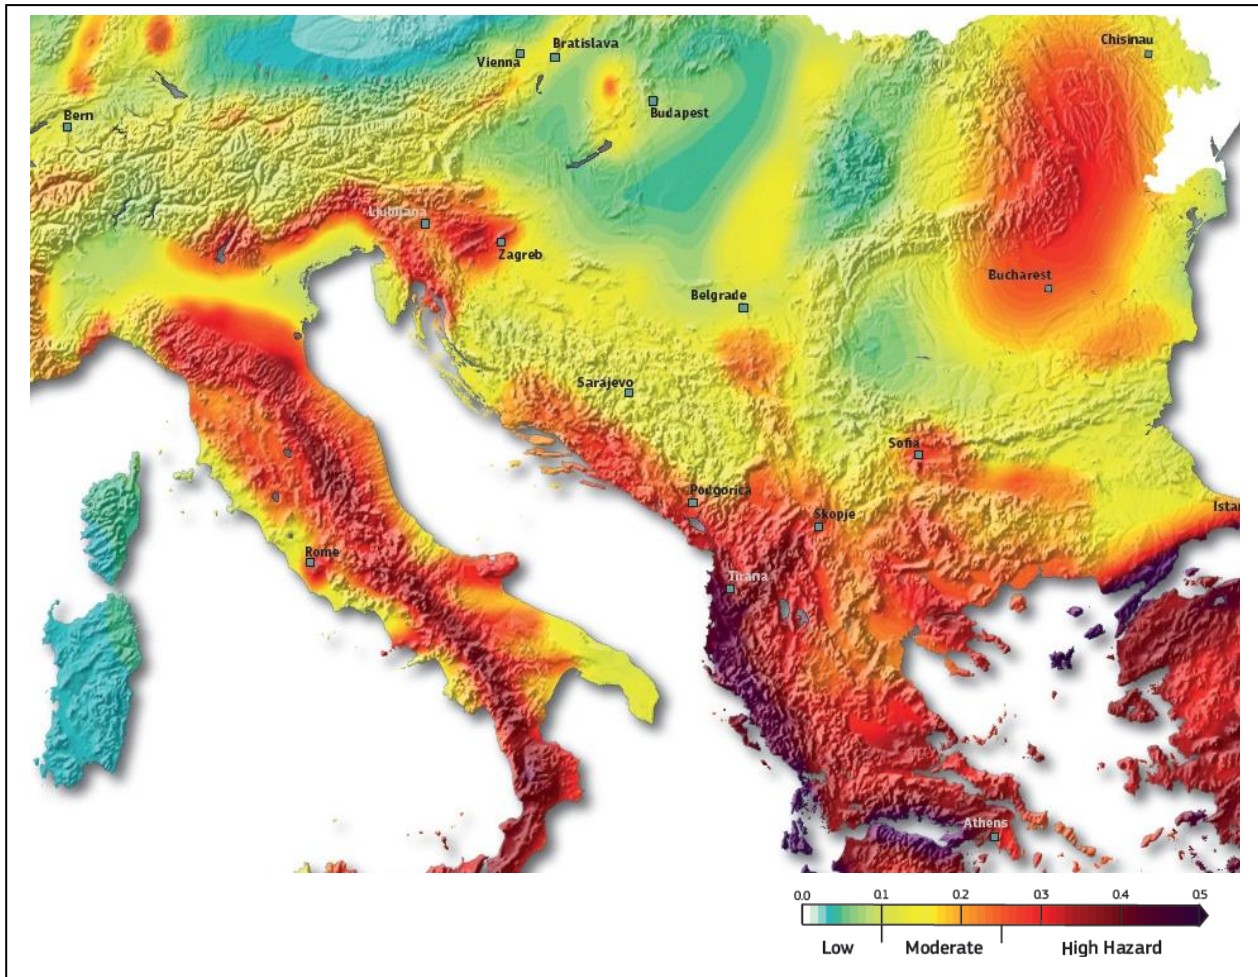 Chisinau
Bratislava
Vienna
Budapest
Bern
Ljubljana
Zagreb
Bucharest
Belgrade
Sarajevo
Sofia
Podgorica
Skopje
Istan
Rome
Tirana
Athens
0.0 0.1 0.2 0.3 0.4 0.5
Low Moderate High Hazard